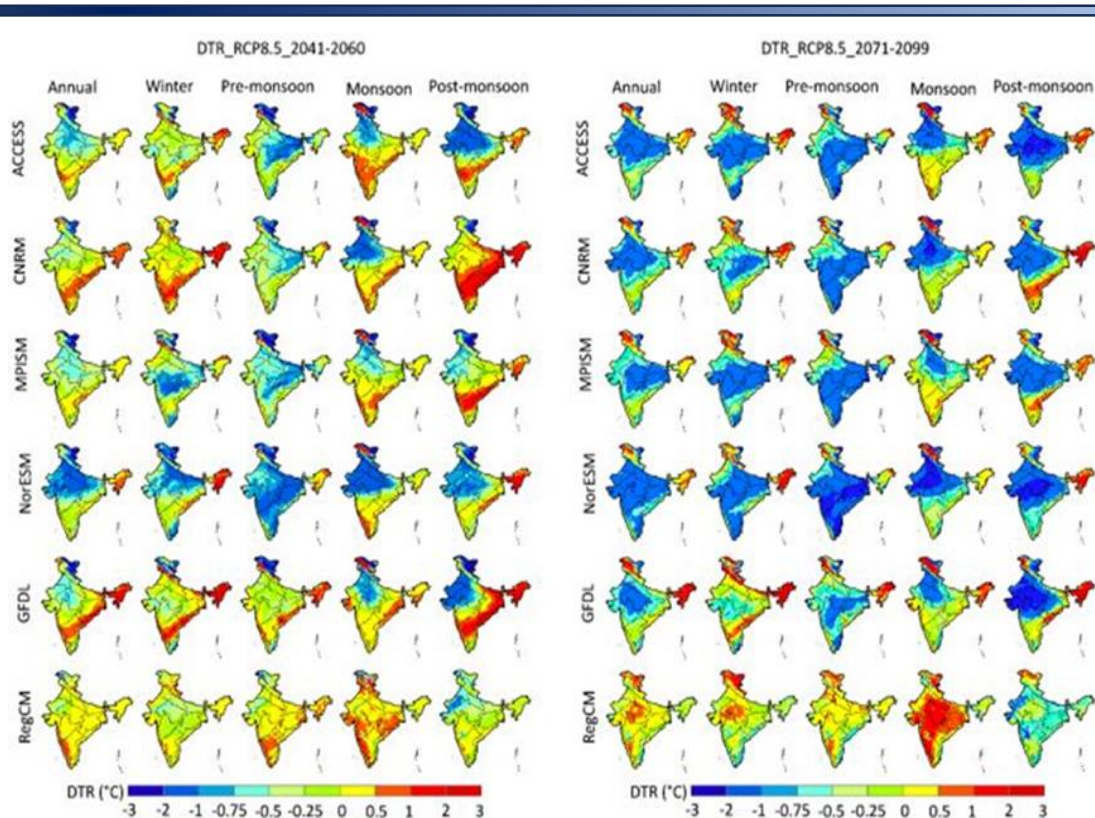 DTR_RCP8.5_2041-2060
Annual Winter Pre-monsoon Monsoon Post-monsoon
ACCESS
CNRM
MPISM
NorESM
GFDL
RegCM
DTR (°C)
-3 -2 -1 -0.75 -0.5 -0.25 0 0.5 1 2 3
DTR_RCP8.5_2071-2099
Annual Winter Pre-monsoon Monsoon Post-monsoon
ACCESS
CNRM
MPISM
NorESM
GFDL
RegCM
DTR (°C)
-3 -2 -1 -0.75 -0.5 -0.25 0 0.5 1 2 3